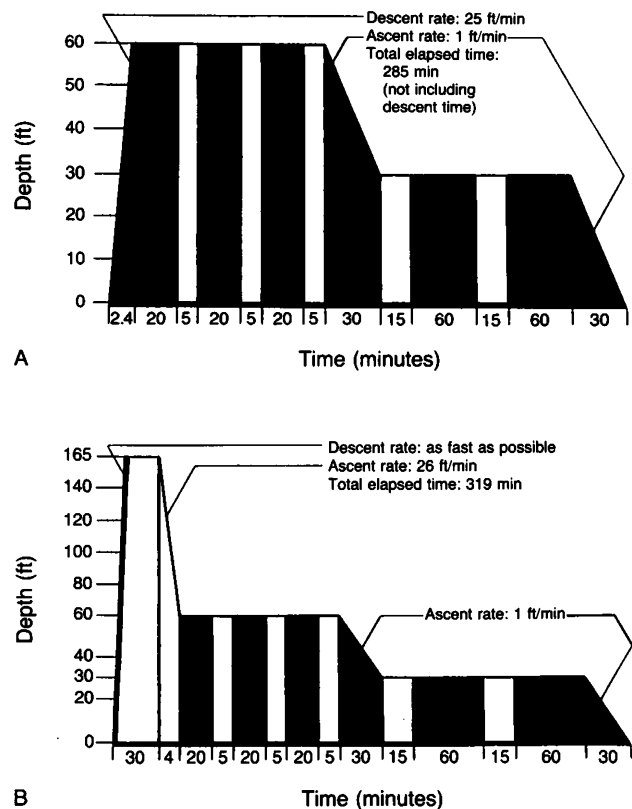 Descent rate: 25 ft/min
Ascent rate: 1 ft/min
Total elapsed time:
285 min
(not including
descent time)
60
50
40
30
20
10
0
Depth (ft)
2.4 20 5 20 5 20 5 30 15 60 15 60 30
A
Time (minutes)
Descent rate: as fast as possible
Ascent rate: 26 ft/min
Total elapsed time: 319 min
165
140
120
100
80
60
40
30
20
0
Depth (ft)
Ascent rate: 1 ft/min
30 4 20 5 20 5 20 5 30 15 60 15 60 30
B
Time (minutes)